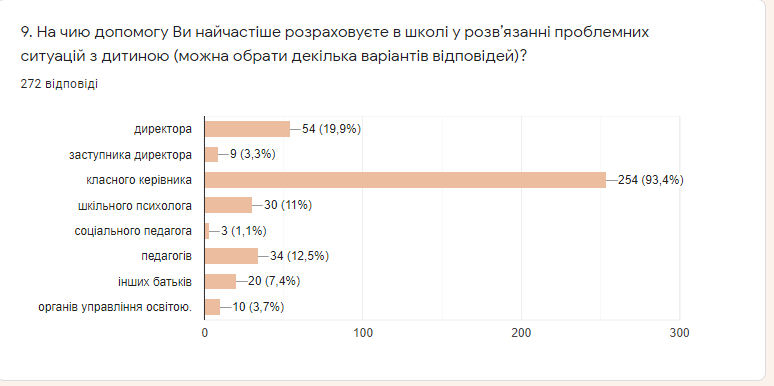 9. На чию допомогу Ви найчастіше розраховуєте в школі у розв'язанні проблемних
ситуацій з дитиною (можна обрати декілька варіантів відповідей)?
272 відповіді
директора 54 (19,9%)
заступника директора 9 (3,3%)
класного керівника 254 (93,4%)
шкільного психолога 30 (11%)
соціального педагога 3 (1,1%)
педагогів 34 (12,5%)
інших батьків 20 (7,4%)
органів управління освітою. 10 (3,7%)
0 100 200 300